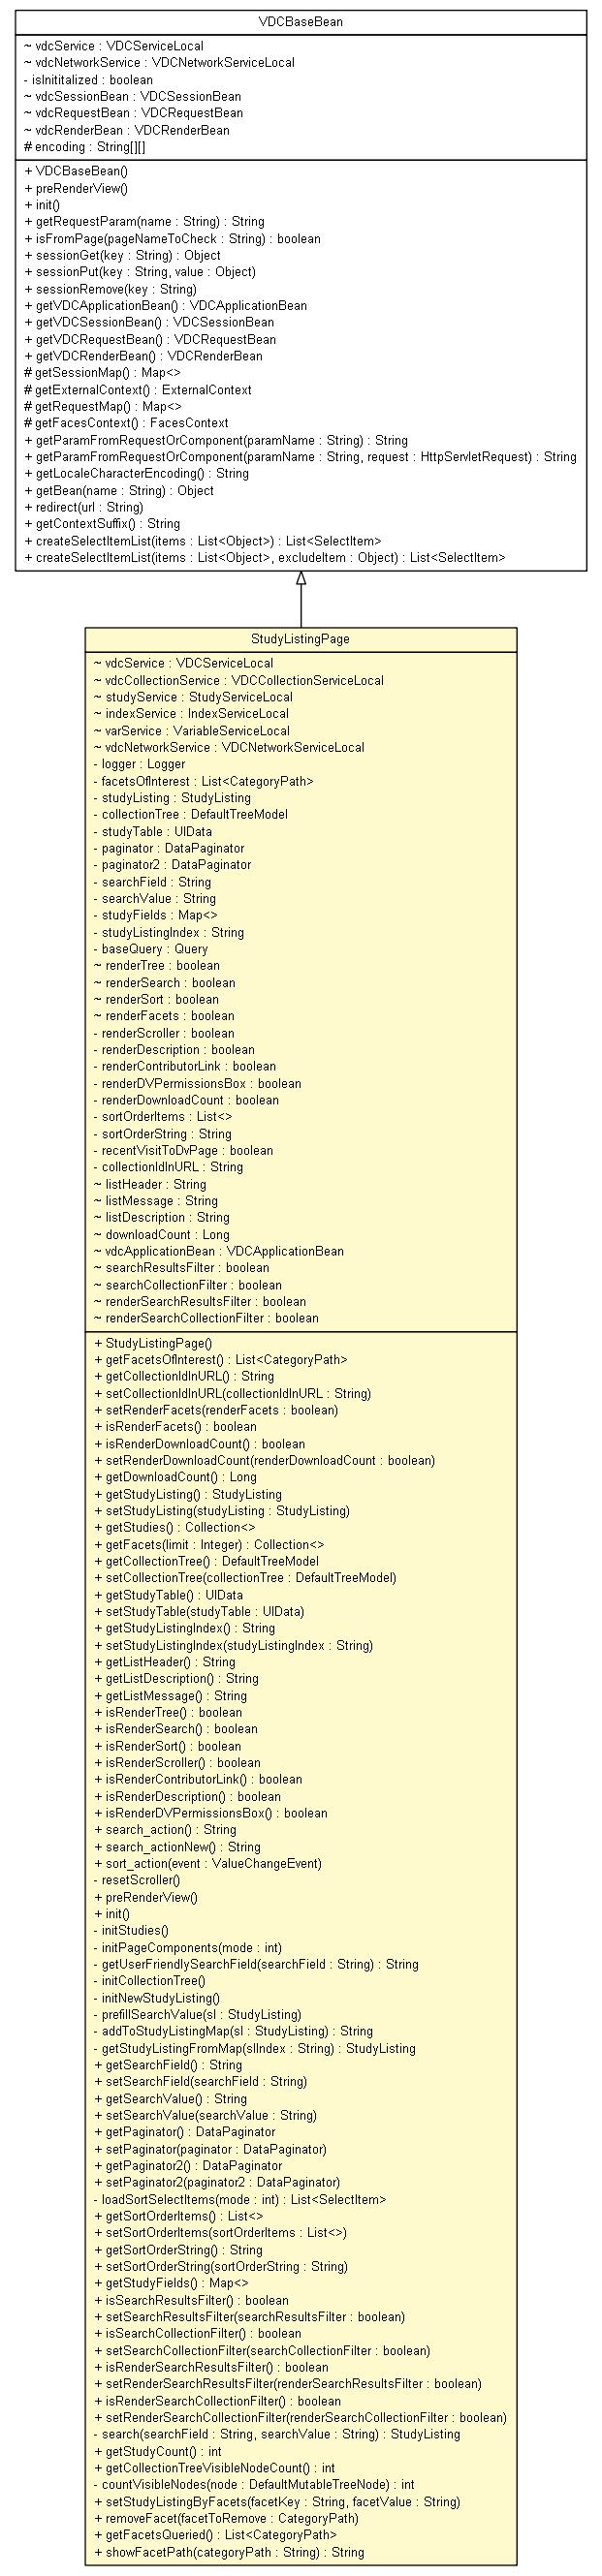 VDCBaseBean
~ vdcService : VDCServiceLocal
~ vdcNetworkService : VDCNetworkServiceLocal
- isInititalized : boolean
~ vdcSessionBean : VDCSessionBean
~ vdcRequestBean : VDCRequestBean
~ vdcRenderBean : VDCRenderBean
# encoding : String[][]
+ VDCBaseBean()
+ preRenderView()
+ init()
+ getRequestParam(name : String) : String
+ isFromPage(pageNameToCheck : String) : boolean
+ sessionGet(key : String) : Object
+ sessionPut(key : String, value : Object)
+ sessionRemove(key : String)
+ getVDCApplicationBean() : VDCApplicationBean
+ getVDCSessionBean() : VDCSessionBean
+ getVDCRequestBean() : VDCRequestBean
+ getVDCRenderBean() : VDCRenderBean
# getSessionMap() : Map<>
# getExternalContext() : ExternalContext
# getRequestMap() : Map<>
# getFacesContext() : FacesContext
+ getParamFromRequestOrComponent(paramName : String) : String
+ getParamFromRequestOrComponent(paramName : String, request : HttpServletRequest) : String
+ getLocaleCharacterEncoding() : String
+ getBean(name : String) : Object
+ redirect(url : String)
+ getContextSuffix() : String
+ createSelectItemList(items : List<Object>) : List<SelectItem>
+ createSelectItemList(items : List<Object>, excludeItem : Object) : List<SelectItem>
StudyListingPage
~ vdcService : VDCServiceLocal
~ vdcCollectionService : VDCCollectionServiceLocal
~ studyService : StudyServiceLocal
~ indexService : IndexServiceLocal
~ varService : VariableServiceLocal
~ vdcNetworkService : VDCNetworkServiceLocal
- logger : Logger
- facetsOfInterest : List<CategoryPath>
- studyListing : StudyListing
- collectionTree : DefaultTreeModel
- studyTable : UIData
- paginator : DataPaginator
- paginator2 : DataPaginator
- searchField : String
- searchValue : String
- studyFields : Map<>
- studyListingIndex : String
- baseQuery : Query
~ renderTree : boolean
~ renderSearch : boolean
~ renderSort : boolean
~ renderFacets : boolean
- renderScroller : boolean
- renderDescription : boolean
- renderContributorLink : boolean
- renderDVPermissionsBox : boolean
- renderDownloadCount : boolean
- sortOrderItems : List<>
- sortOrderString : String
- recentVisitToDvPage : boolean
- collectionIdInURL : String
~ listHeader : String
~ listMessage : String
~ listDescription : String
~ downloadCount : Long
~ vdcApplicationBean : VDCApplicationBean
~ searchResultsFilter : boolean
~ searchCollectionFilter : boolean
~ renderSearchResultsFilter : boolean
~ renderSearchCollectionFilter : boolean
+ StudyListingPage()
+ getFacetsOfInterest() : List<CategoryPath>
+ getCollectionIdInURL() : String
+ setCollectionIdInURL(collectionIdInURL : String)
+ setRenderFacets(renderFacets : boolean)
+ isRenderFacets() : boolean
+ isRenderDownloadCount() : boolean
+ setRenderDownloadCount(renderDownloadCount : boolean)
+ getDownloadCount() : Long
+ getStudyListing() : StudyListing
+ setStudyListing(studyListing : StudyListing)
+ getStudies() : Collection<>
+ getFacets(limit : Integer) : Collection<>
+ getCollectionTree() : DefaultTreeModel
+ setCollectionTree(collectionTree : DefaultTreeModel)
+ getStudyTable() : UIData
+ setStudyTable(studyTable : UIData)
+ getStudyListingIndex() : String
+ setStudyListingIndex(studyListingIndex : String)
+ getListHeader() : String
+ getListDescription() : String
+ getListMessage() : String
+ isRenderTree() : boolean
+ isRenderSearch() : boolean
+ isRenderSort() : boolean
+ isRenderScroller() : boolean
+ isRenderContributorLink() : boolean
+ isRenderDescription() : boolean
+ isRenderDVPermissionsBox() : boolean
+ search_action() : String
+ search_actionNew() : String
+ sort_action(event : ValueChangeEvent)
- resetScroller()
+ preRenderView()
+ init()
- initStudies()
- initPageComponents(mode : int)
- getUserFriendlySearchField(searchField : String) : String
- initCollectionTree()
- initNewStudyListing()
- prefillSearchValue(sl : StudyListing)
- addToStudyListingMap(sl : StudyListing) : String
- getStudyListingFromMap(slIndex : String) : StudyListing
+ getSearchField() : String
+ setSearchField(searchField : String)
+ getSearchValue() : String
+ setSearchValue(searchValue : String)
+ getPaginator() : DataPaginator
+ setPaginator(paginator : DataPaginator)
+ getPaginator2() : DataPaginator
+ setPaginator2(paginator2 : DataPaginator)
- loadSortSelectItems(mode : int) : List<SelectItem>
+ getSortOrderItems() : List<>
+ setSortOrderItems(sortOrderItems : List<>)
+ getSortOrderString() : String
+ setSortOrderString(sortOrderString : String)
+ getStudyFields() : Map<>
+ isSearchResultsFilter() : boolean
+ setSearchResultsFilter(searchResultsFilter : boolean)
+ isSearchCollectionFilter() : boolean
+ setSearchCollectionFilter(searchCollectionFilter : boolean)
+ isRenderSearchResultsFilter() : boolean
+ setRenderSearchResultsFilter(renderSearchResultsFilter : boolean)
+ isRenderSearchCollectionFilter() : boolean
+ setRenderSearchCollectionFilter(renderSearchCollectionFilter : boolean)
- search(searchField : String, searchValue : String) : StudyListing
+ getStudyCount() : int
+ getCollectionTreeVisibleNodeCount() : int
- countVisibleNodes(node : DefaultMutableTreeNode) : int
+ setStudyListingByFacets(facetKey : String, facetValue : String)
+ removeFacet(facetToRemove : CategoryPath)
+ getFacetsQueried() : List<CategoryPath>
+ showFacetPath(categoryPath : String) : String